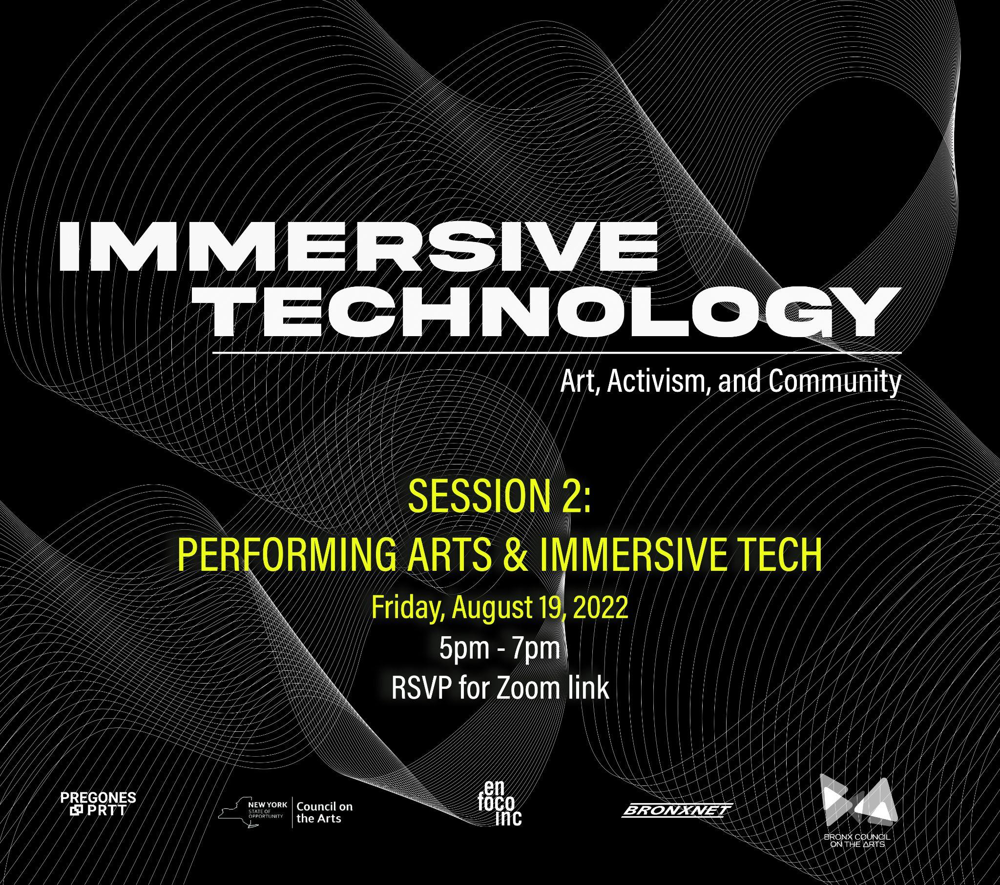 IMMERSIVE
TECHNOLOGY
Art, Activism, and Community
SESSION 2:
PERFORMING ARTS & IMMERSIVE TECH
Friday, August 19, 2022
5pm - 7pm
RSVP for Zoom link
PREGONES
PRTT
NEW YORK
STATE OF
OPPORTUNITY
Council on
the Arts
en
foco
inc
BRONXNET
BRONX COUNCIL
ON THE ARTS